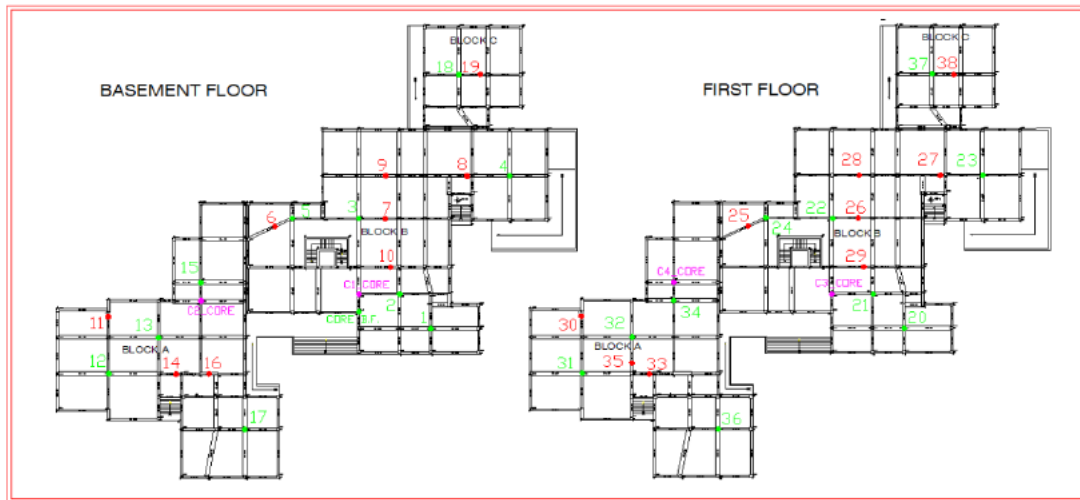 BLOCK C
18 19
BASEMENT FLOOR
9 8 4
6 5 3 7
BLOCK B
10
15
C1 CORE
C2 CORE
2
CORE B.F.
1
11 13
BLOCK A
12 14 16
17
BLOCK C
37 38
FIRST FLOOR
28 27 23
25 22 26
24
BLOCK B
29
C4 CORE
C3 CORE
34 21
20
30 32
BLOCK A
31 35 33
36